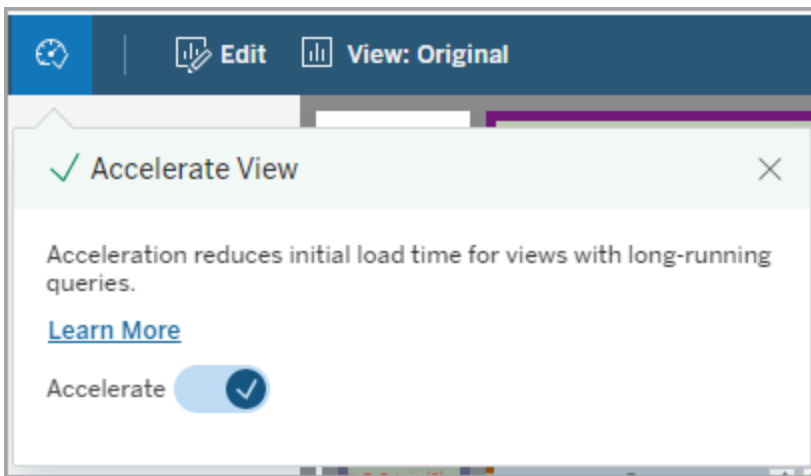 Edit View: Original
Accelerate View
Acceleration reduces initial load time for views with long-running
queries.
Learn More
Accelerate